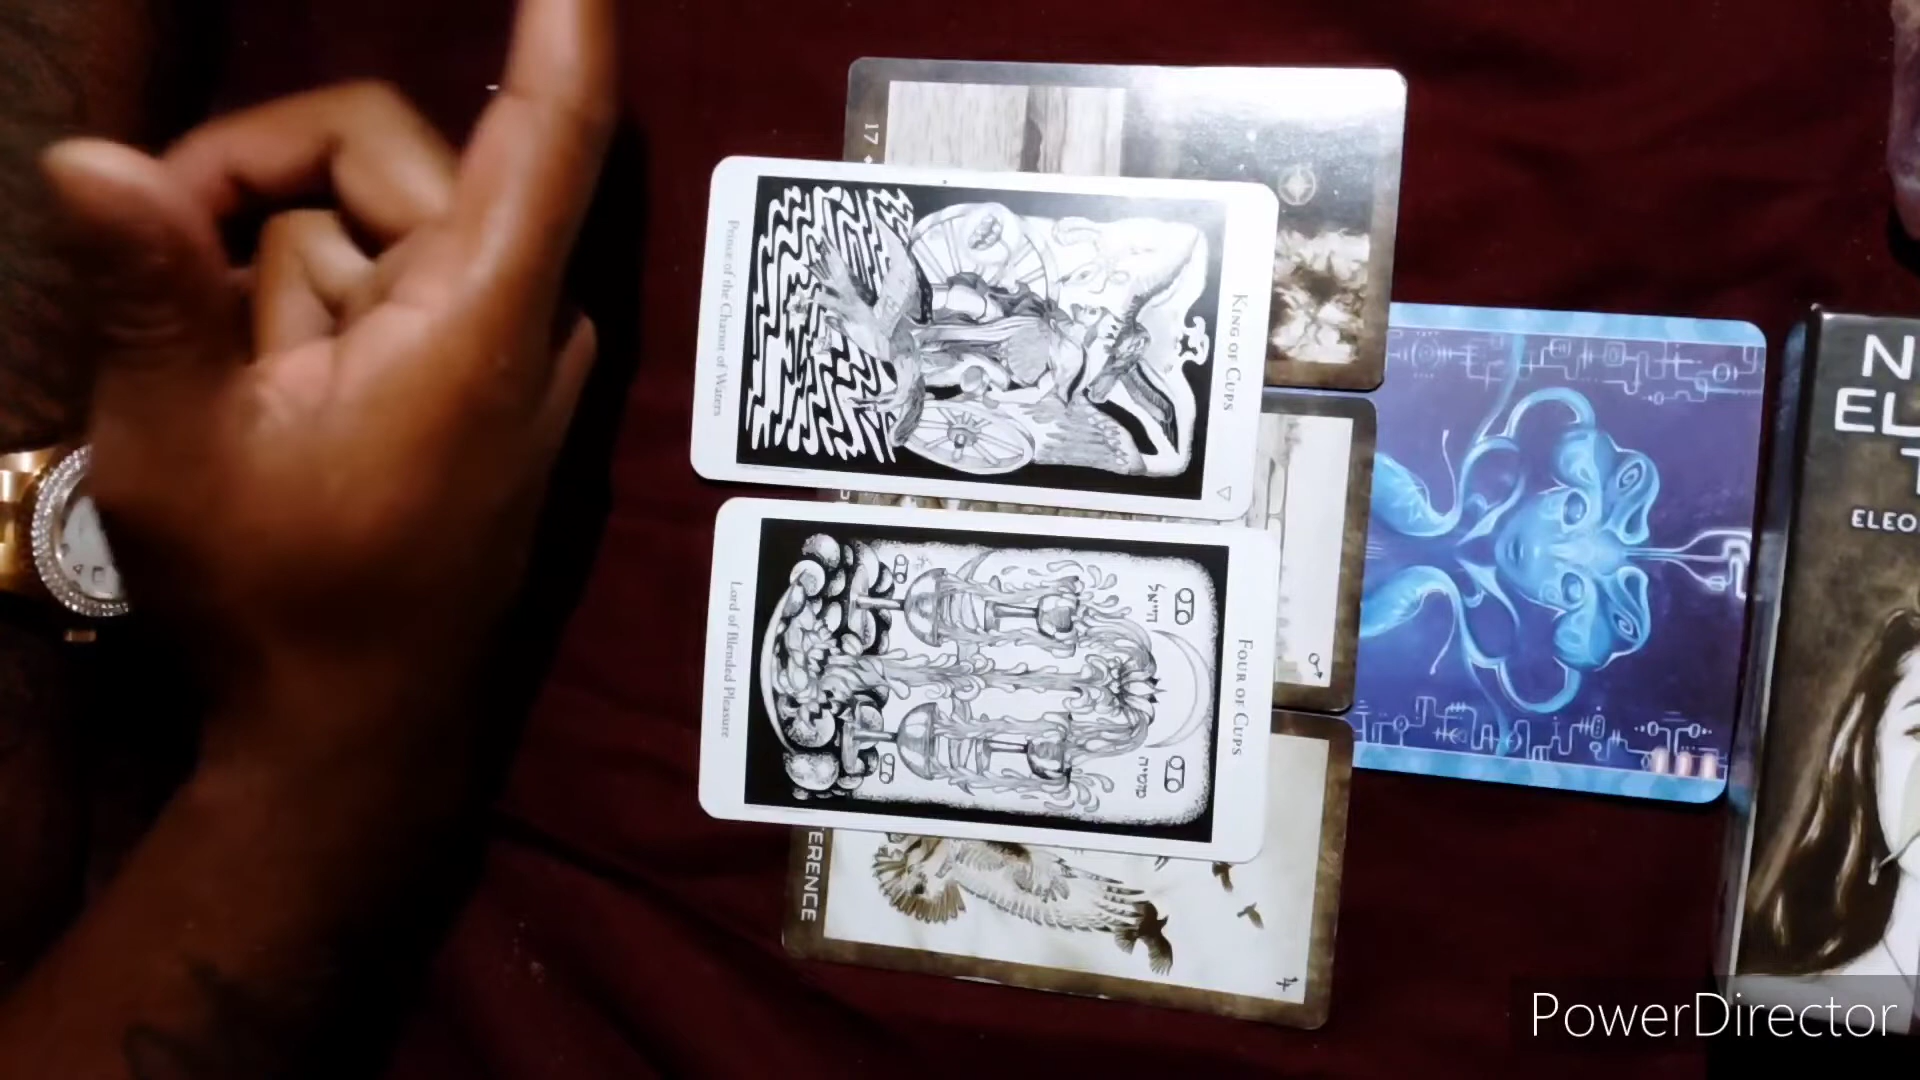 17
KING OF CUPS
Prince of the Chariot of Waters
FOUR OF CUPS
Lord of Blended Pleasure
ERENCE
N
EL
T
ELEO
PowerDirector